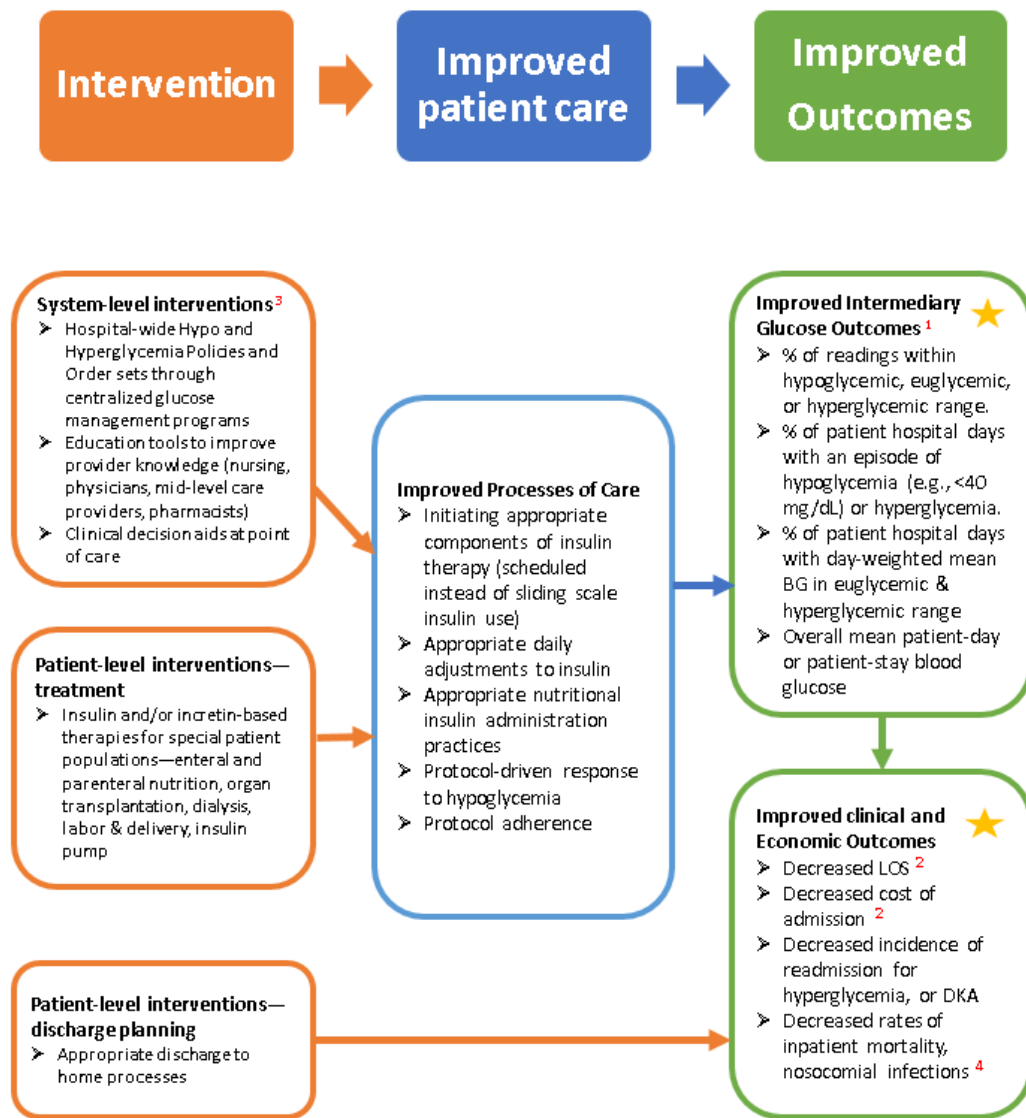 Intervention
Improved
patient care
Improved
Outcomes
System-level interventions 3
➤ Hospital-wide Hypo and
Hyperglycemia Policies and
Order sets through
centralized glucose
management programs
➤ Education tools to improve
provider knowledge (nursing,
physicians, mid-level care
providers, pharmacists)
➤ Clinical decision aids at point
of care
Patient-level interventions—
treatment
➤ Insulin and/or incretin-based
therapies for special patient
populations—enteral and
parenteral nutrition, organ
transplantation, dialysis,
labor & delivery, insulin
pump
Patient-level interventions—
discharge planning
➤ Appropriate discharge to
home processes
Improved Processes of Care
➤ Initiating appropriate
components of insulin
therapy (scheduled
instead of sliding scale
insulin use)
➤ Appropriate daily
adjustments to insulin
➤ Appropriate nutritional
insulin administration
practices
➤ Protocol-driven response
to hypoglycemia
➤ Protocol adherence
Improved Intermediary
Glucose Outcomes 1
➤ % of readings within
hypoglycemic, euglycemic,
or hyperglycemic range.
➤ % of patient hospital days
with an episode of
hypoglycemia (e.g., <40
mg/dL) or hyperglycemia.
➤ % of patient hospital days
with day-weighted mean
BG in euglycemic &
hyperglycemic range
➤ Overall mean patient-day
or patient-stay blood
glucose
Improved clinical and
Economic Outcomes
➤ Decreased LOS 2
➤ Decreased cost of
admission 2
➤ Decreased incidence of
readmission for
hyperglycemia, or DKA
➤ Decreased rates of
inpatient mortality,
nosocomial infections 4